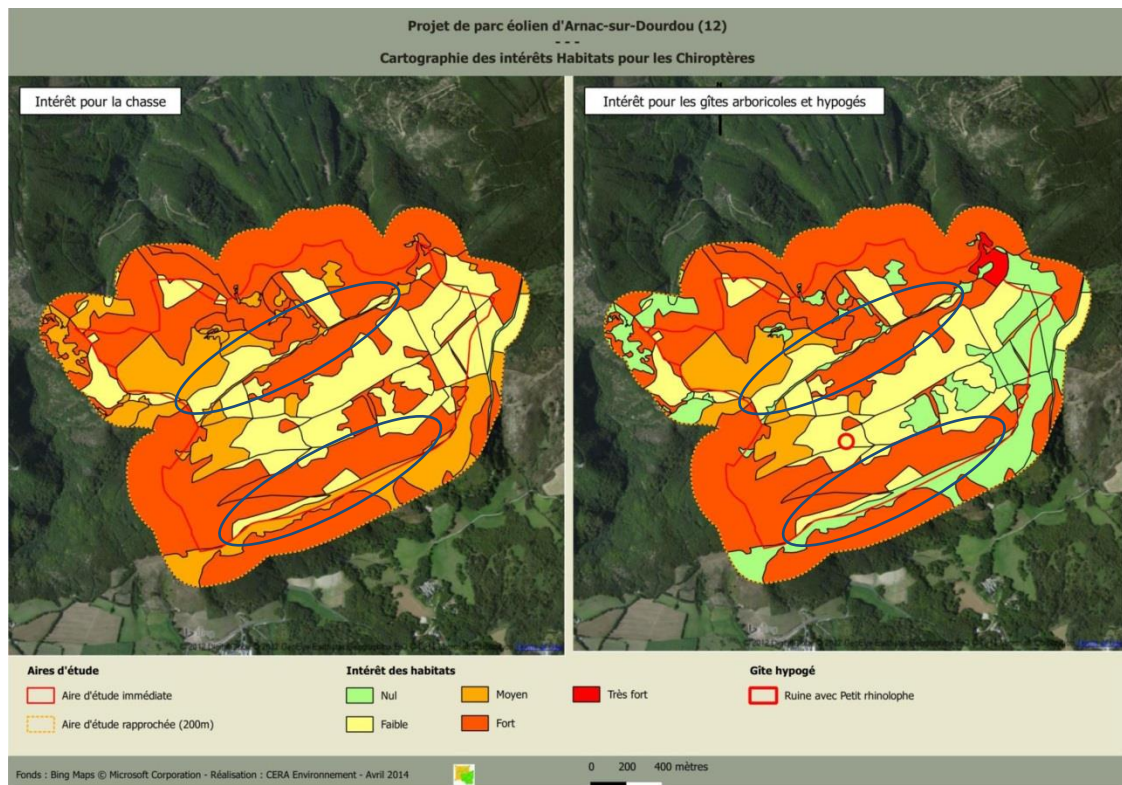 Projet de parc éolien d'Arnac-sur-Dourdou (12)
- - -
Cartographie des intérêts Habitats pour les Chiroptères
Intérêt pour la chasse
Intérêt pour les gîtes arboricoles et hypogés
Aires d'étude
Aire d'étude immédiate
Aire d'étude rapprochée (200m)
Intérêt des habitats
Nul
Faible
Moyen
Fort
Très fort
Gîte hypogé
Ruine avec Petit rhinolophe
Fonds : Bing Maps © Microsoft Corporation - Réalisation : CERA Environnement - Avril 2014
0 200 400 mètres